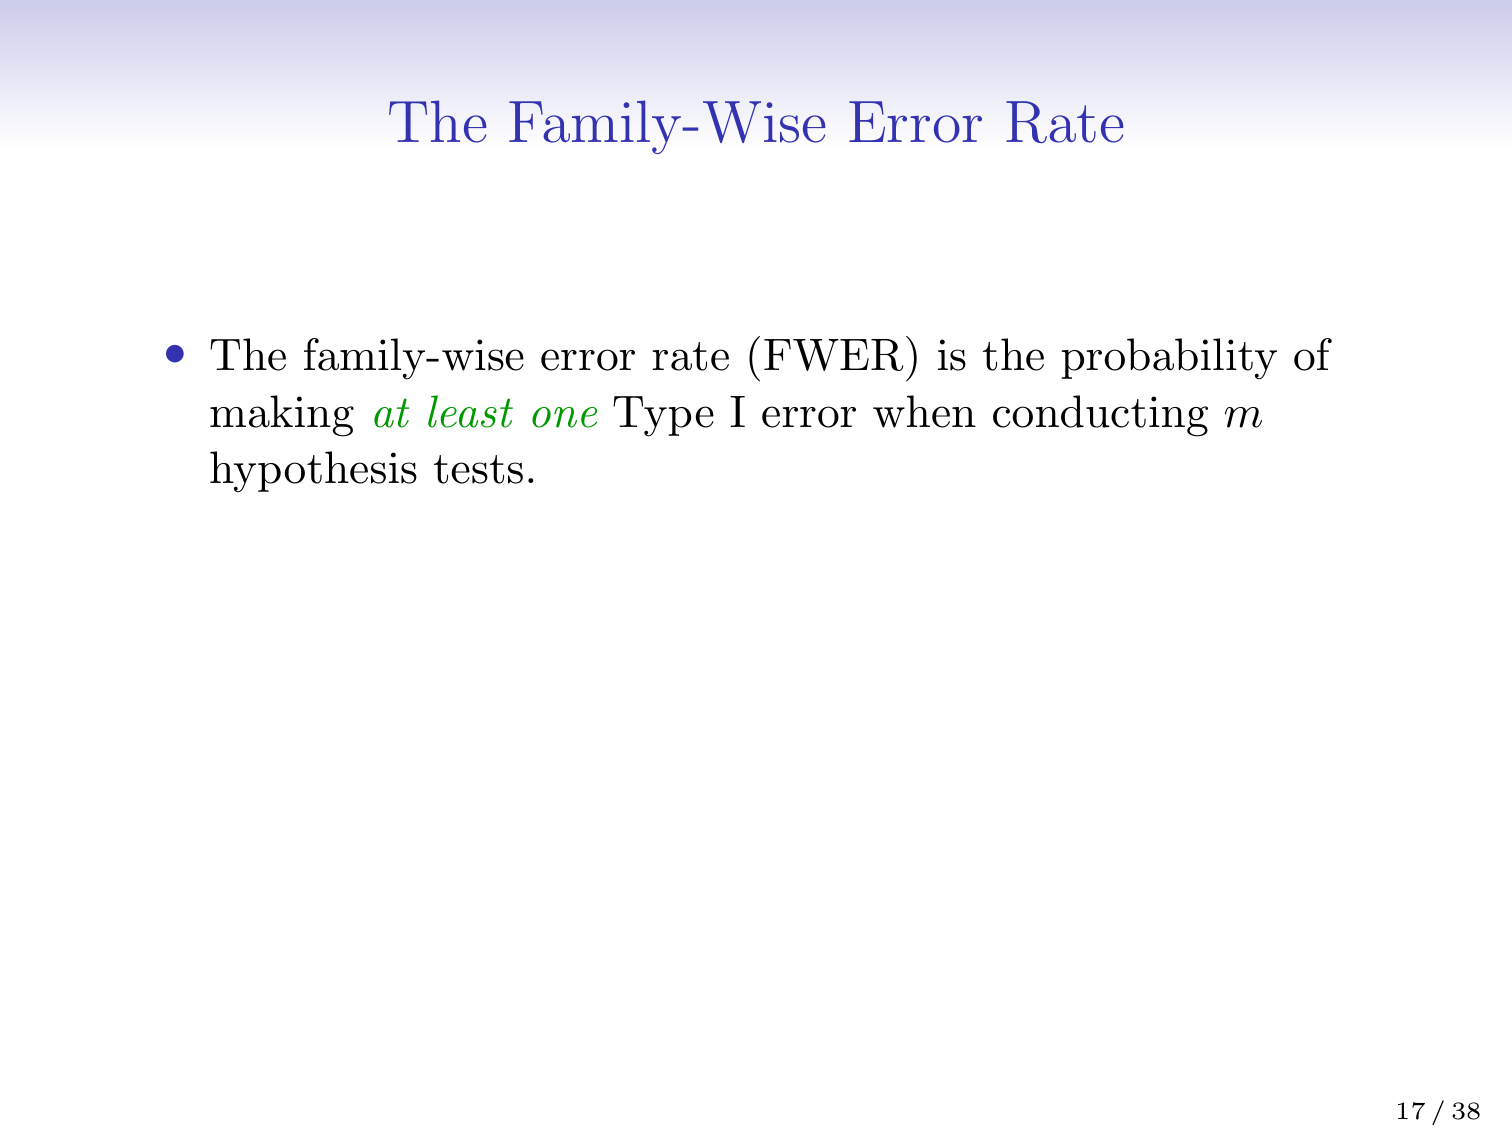 The Family-Wise Error Rate
• The family-wise error rate (FWER) is the probability of
making at least one Type I error when conducting m
hypothesis tests.
17 / 38